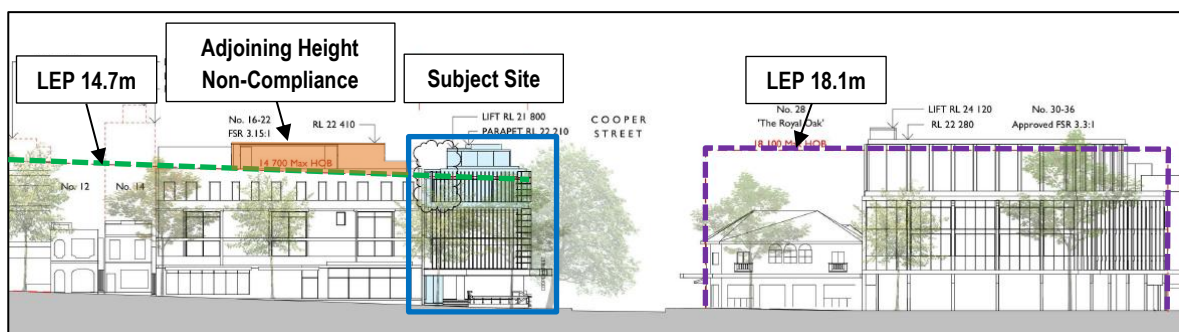 LEP 14.7m
Adjoining Height
Non-Compliance
Subject Site
LEP 18.1m
No. 16-22
FSR 3.15:1
RL 22 410
LIFT RL 21 800
PARAPET RL 22 210
COOPER
STREET
No. 28
'The Royal Oak'
18 100 Max HOB
LIFT RL 24 120
RL 22 280
No. 30-36
Approved FSR 3.3:1
14 700 Max HOB
No. 12
No. 14